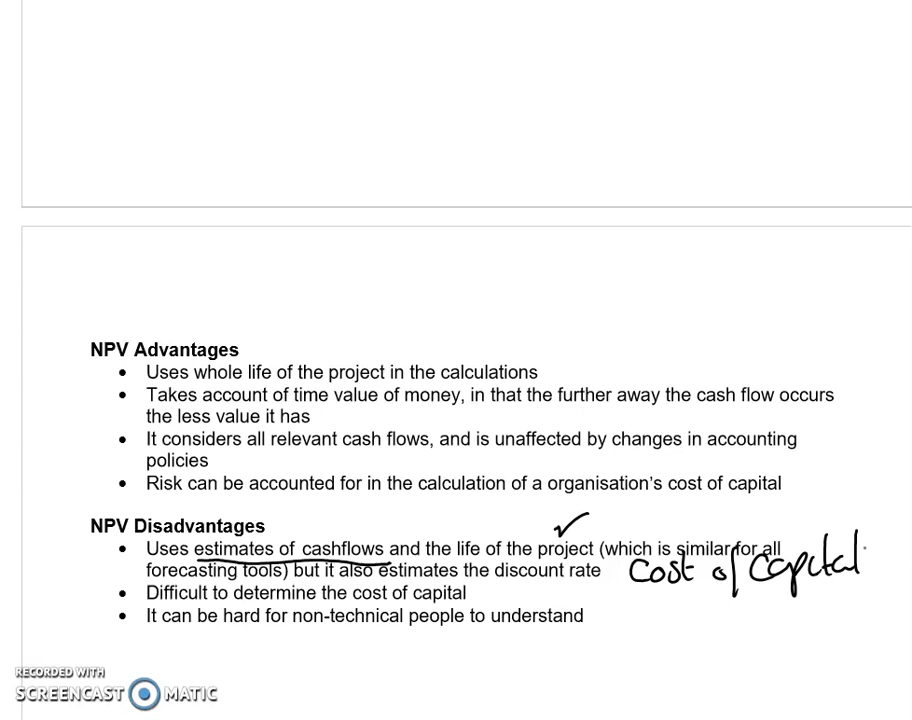 NPV Advantages
• Uses whole life of the project in the calculations
• Takes account of time value of money, in that the further away the cash flow occurs
the less value it has
• It considers all relevant cash flows, and is unaffected by changes in accounting
policies
• Risk can be accounted for in the calculation of a organisation's cost of capital
NPV Disadvantages
• Uses estimates of cashflows and the life of the project (which is similar for all
forecasting tools) but it also estimates the discount rate cost of capital
• Difficult to determine the cost of capital
• It can be hard for non-technical people to understand
RECORDED WITH
SCREENCAST MATIC